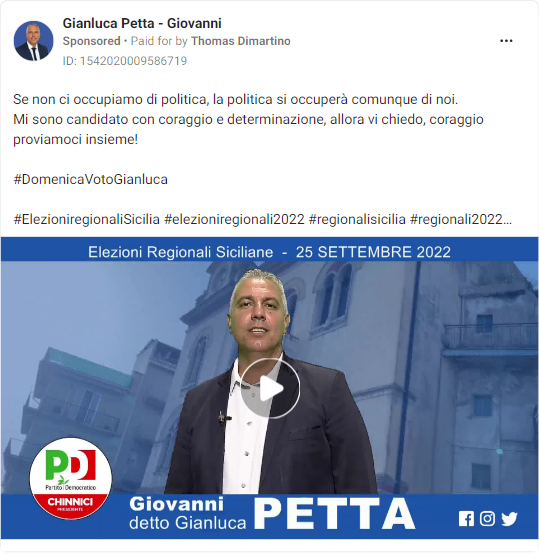 Gianluca Petta - Giovanni
Sponsored • Paid for by Thomas Dimartino
ID: 1542020009586719
Se non ci occupiamo di politica, la politica si occuperà comunque di noi.
Mi sono candidato con coraggio e determinazione, allora vi chiedo, coraggio
proviamoci insieme!
#DomenicaVotoGianluca
#ElezioniregionaliSicilia #elezioniregionali2022 #regionalisicilia #regionali2022...
Elezioni Regionali Siciliane - 25 SETTEMBRE 2022
PD
Partito Democratico
CHINNICI
PRESIDENTE
Giovanni
detto Gianluca PETTA